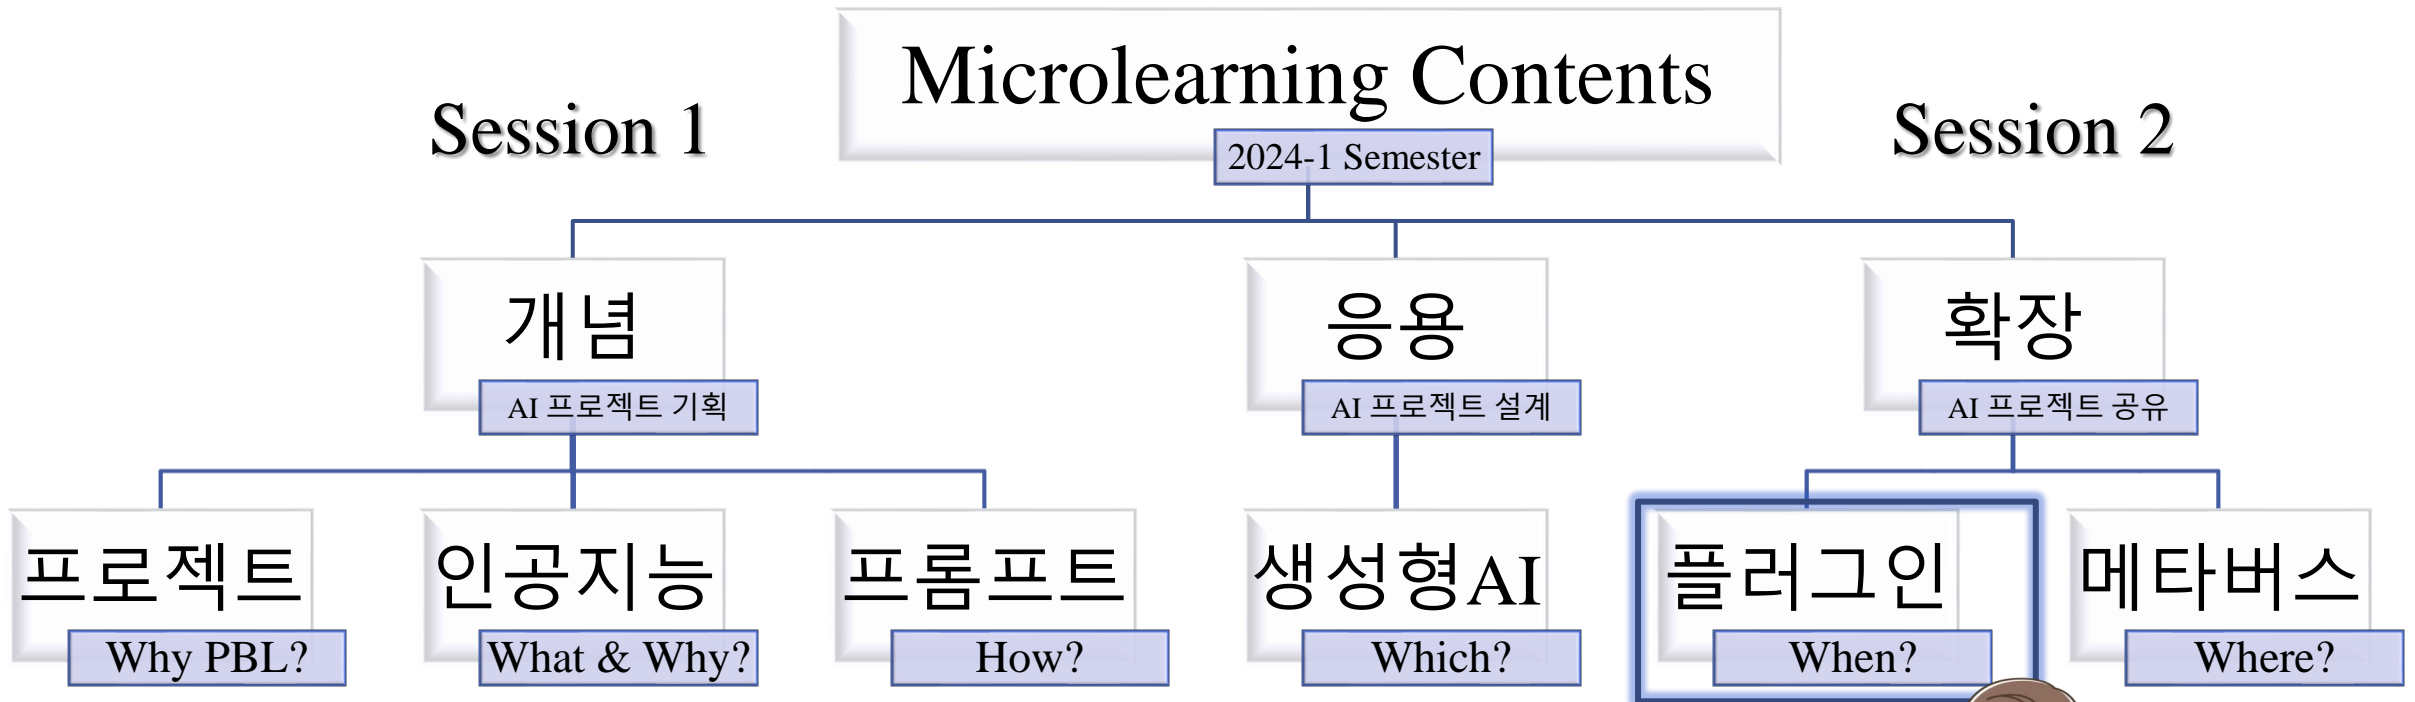 Microlearning Contents
2024-1 Semester
Session 1
Session 2
개념
AI 프로젝트 기획
응용
AI 프로젝트 설계
확장
AI 프로젝트 공유
프로젝트
Why PBL?
인공지능
What & Why?
프롬프트
How?
생성형AI
Which?
플러그인
When?
메타버스
Where?